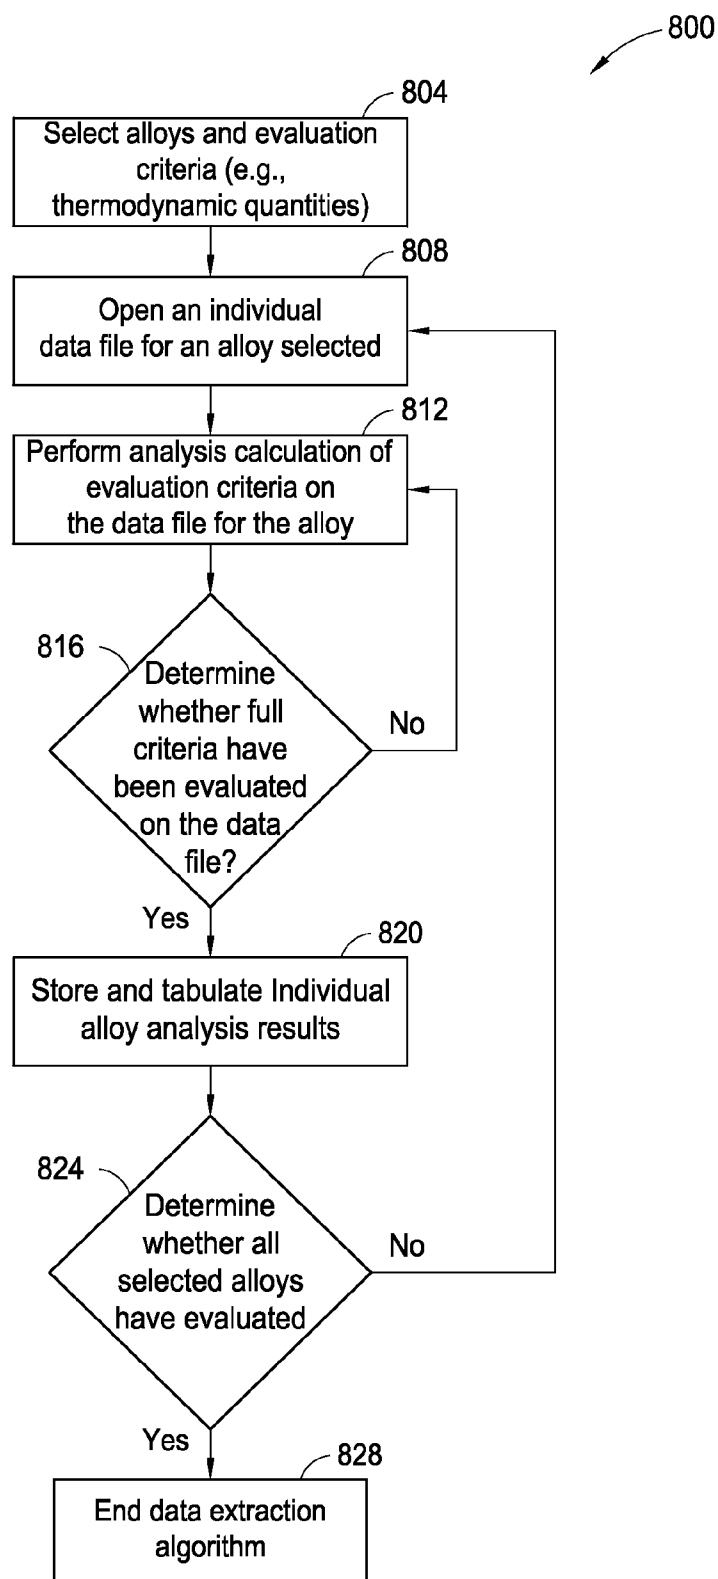 800
804
Select alloys and evaluation
criteria (e.g.,
thermodynamic quantities)
808
Open an individual
data file for an alloy selected
812
Perform analysis calculation of
evaluation criteria on
the data file for the alloy
816
Determine
whether full
criteria have
been evaluated
on the data
file?
No
Yes
820
Store and tabulate Individual
alloy analysis results
824
Determine
whether all
selected alloys
have evaluated
No
Yes
828
End data extraction
algorithm